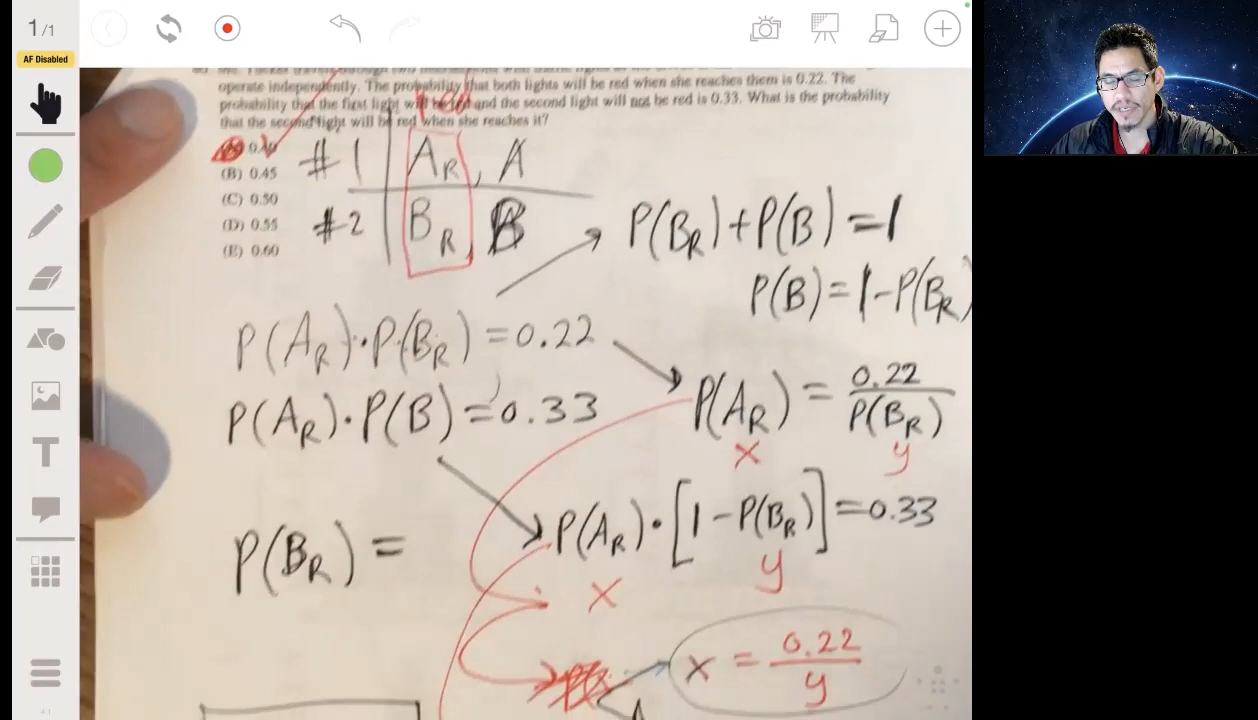 1/1
AF Disabled
operate independently. The probability that both lights will be red when she reaches them is 0.22. The
probability that the first light will be red and the second light will not be red is 0.33. What is the probability
that the second light will be red when she reaches it?
(B) 0.45
(C) 0.50
(D) 0.55
(E) 0.60
#1 A_R, A
#2 B_R, B
P(B_R)+P(B)=1
P(B)=1-P(B_R)
P(A_R)·P(B_R)=0.22
P(A_R)·P(B)=0.33
P(A_R) = 0.22/P(B_R)
x y
P(A_R)·[1-P(B_R)]=0.33
x y
P(B_R)=
x = 0.22/y
T